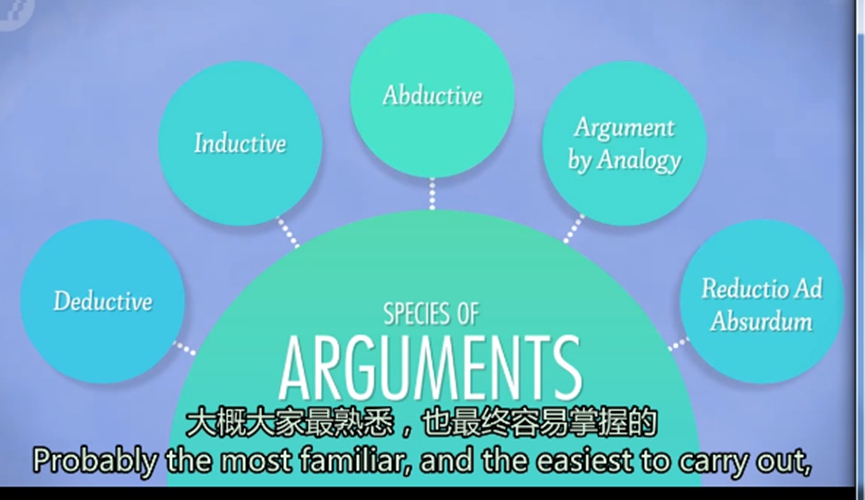 Abductive
Inductive
Argument
by Analogy
Deductive
Reductio Ad
Absurdum
SPECIES OF
ARGUMENTS
大概大家最熟悉，也最终容易掌握的
Probably the most familiar, and the easiest to carry out,